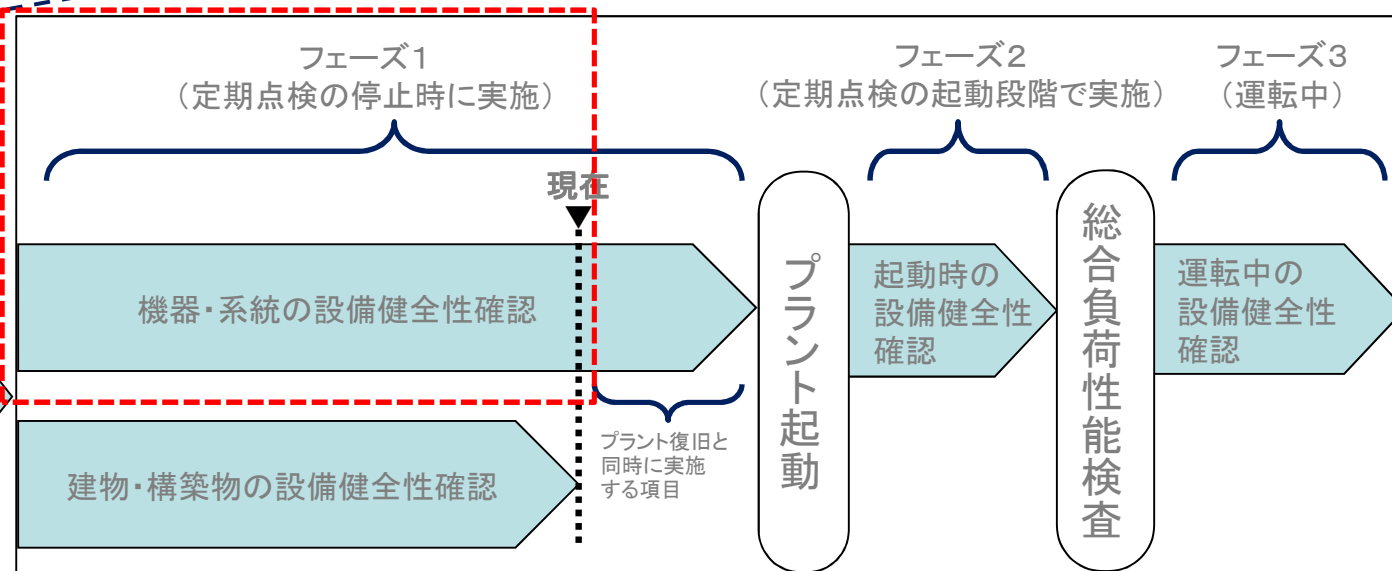 フェーズ1
（定期点検の停止時に実施）
フェーズ2
（定期点検の起動段階で実施）
フェーズ3
（運転中）
現在
機器・系統の設備健全性確認
プラント起動
起動時の
設備健全性
確認
総合負荷性能検査
運転中の
設備健全性
確認
建物・構築物の設備健全性確認
プラント復旧と
同時に実施
する項目